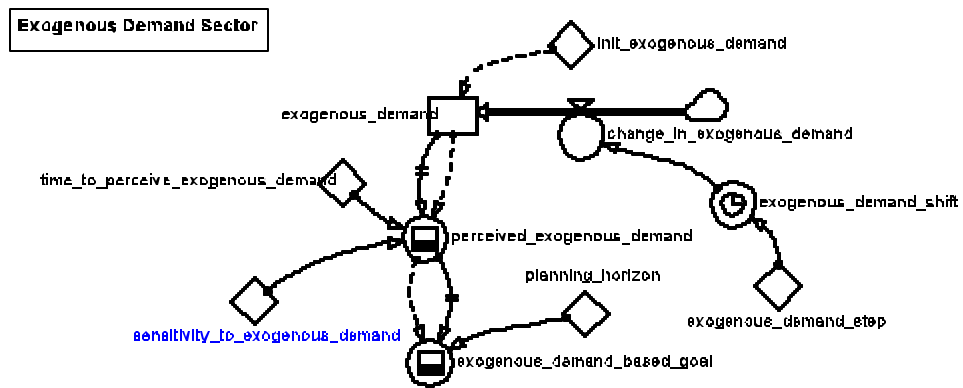 Exogenous Demand Sector
init_exogenous_demand
exogenous_demand
change_in_exogenous_demand
time_to_perceive_exogenous_demand
exogenous_demand_shift
perceived_exogenous_demand
planning_horizon
exogenous_demand_step
sensitivity_to_exogenous_demand
exogenous_demand_based_goal